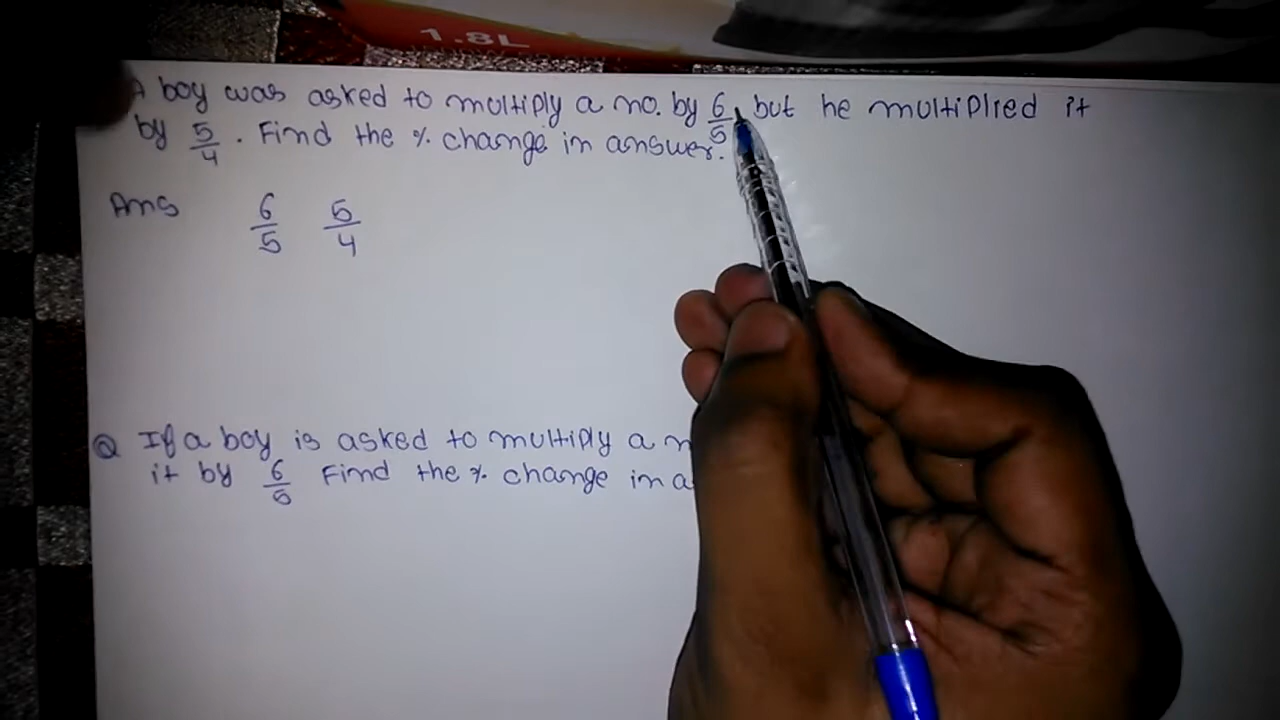 1.8L
A boy was asked to multiply a no. by 6/5 but he multiplied it
by 5/4. Find the % change in answer.
Ans 6/5 5/4
Q If a boy is asked to multiply a
it by 6/5 Find the % change in a